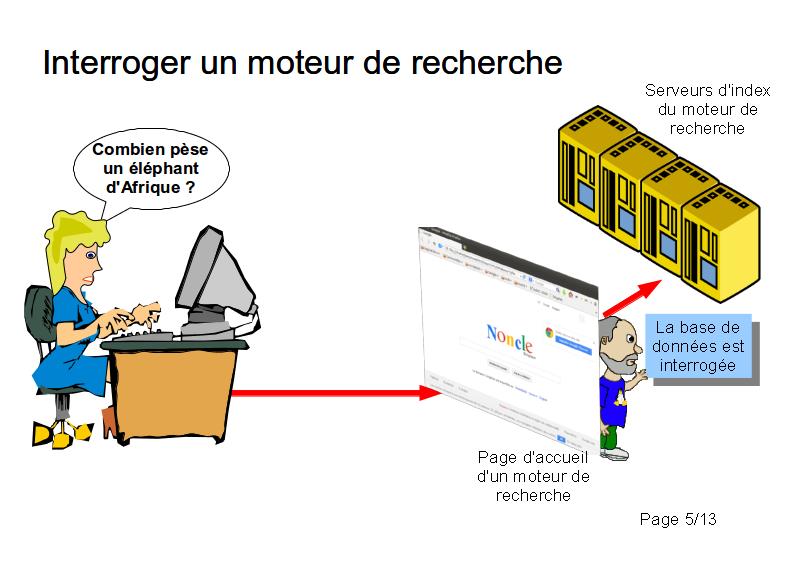 Interroger un moteur de recherche
Serveurs d'index
du moteur de
recherche
Combien pèse
un éléphant
d'Afrique ?
Noncle
La base de
données est
interrogée
Page d'accueil
d'un moteur de
recherche
Page 5/13